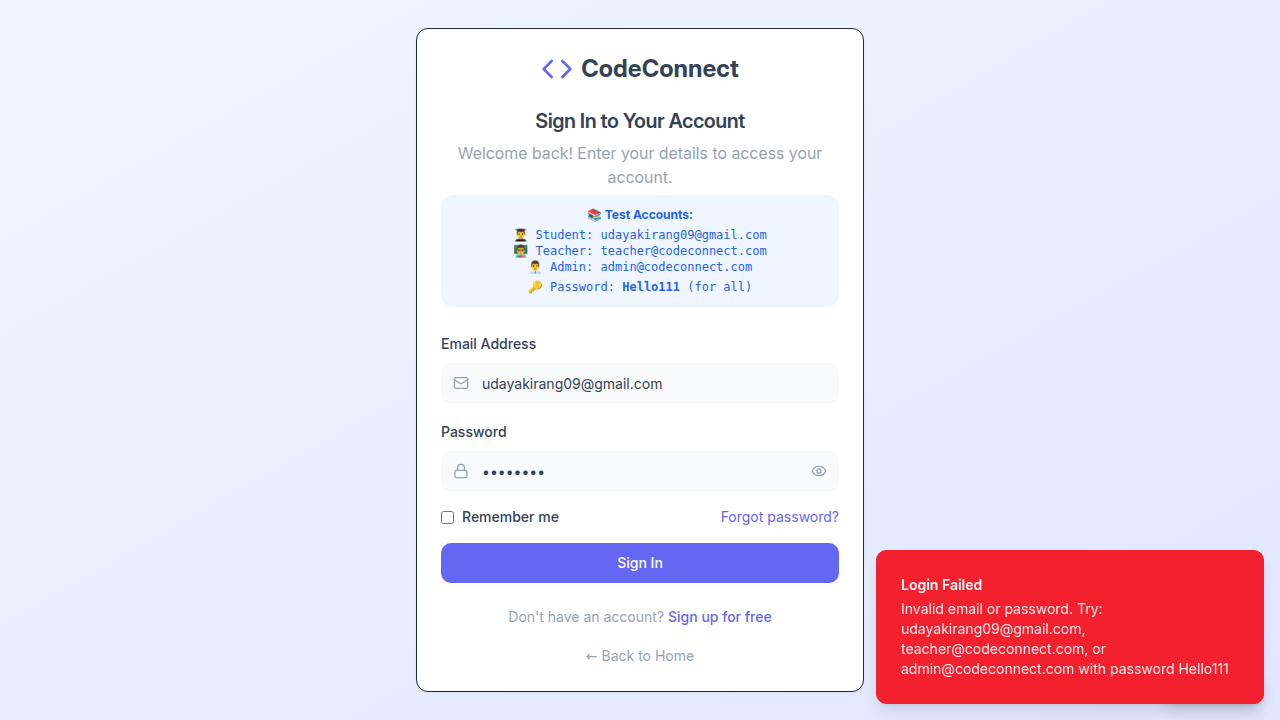 CodeConnect
Sign In to Your Account
Welcome back! Enter your details to access your
account.
📚 Test Accounts:
👨‍🎓 Student: udayakirang09@gmail.com
👨‍🏫 Teacher: teacher@codeconnect.com
👨‍💼 Admin: admin@codeconnect.com
🔑 Password: Hello111 (for all)
Email Address
udayakirang09@gmail.com
Password
••••••••
Remember me
Forgot password?
Sign In
Don't have an account? Sign up for free
← Back to Home
Login Failed
Invalid email or password. Try:
udayakirang09@gmail.com,
teacher@codeconnect.com, or
admin@codeconnect.com with password Hello111